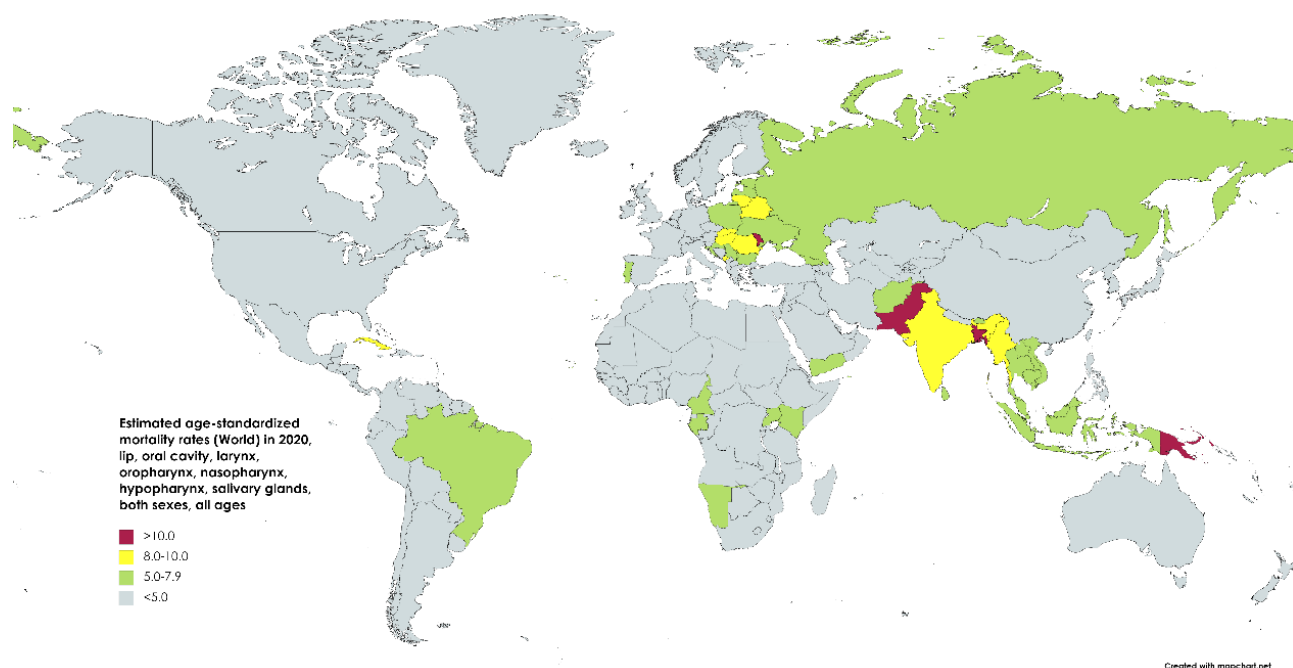 Estimated age-standardized
mortality rates (World) in 2020,
lip, oral cavity, larynx,
oropharynx, nasopharynx,
hypopharynx, salivary glands,
both sexes, all ages
>10.0
8.0-10.0
5.0-7.9
<5.0
Created with mapchart.net